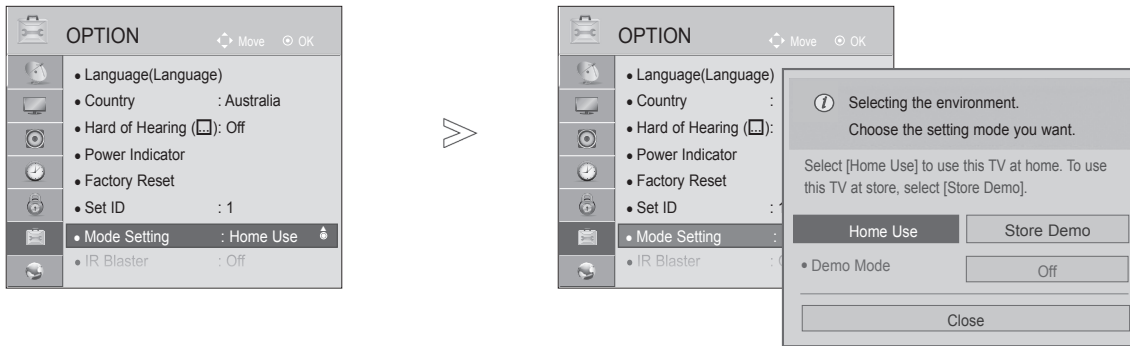 OPTION
Move OK
• Language(Language)
• Country : Australia
• Hard of Hearing ( ): Off
• Power Indicator
• Factory Reset
• Set ID : 1
• Mode Setting : Home Use
• IR Blaster : Off
OPTION
Move OK
• Language(Language)
• Country :
• Hard of Hearing ( ):
• Power Indicator
• Factory Reset
• Set ID :
• Mode Setting :
• IR Blaster :
i Selecting the environment.
Choose the setting mode you want.
Select [Home Use] to use this TV at home. To use
this TV at store, select [Store Demo].
Home Use Store Demo
• Demo Mode Off
Close